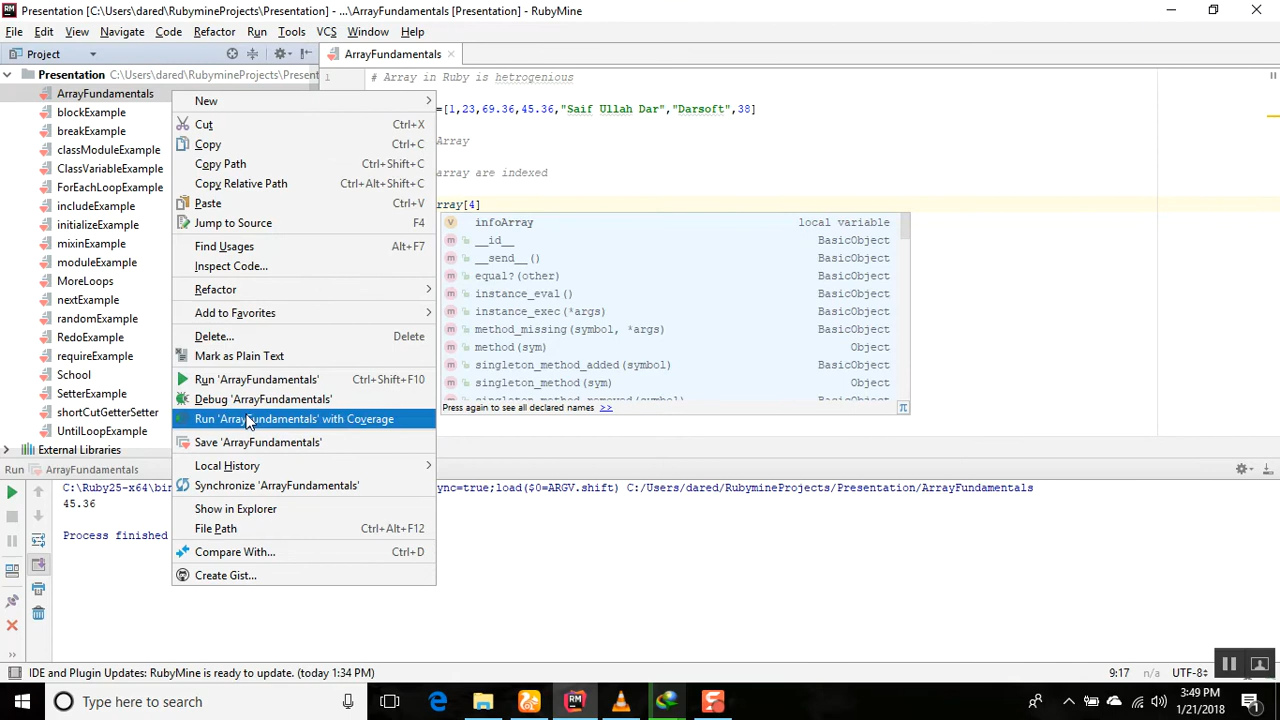 Presentation [C:\Users\dared\RubymineProjects\Presentation] - ...\ArrayFundamentals [Presentation] - RubyMine
File Edit View Navigate Code Refactor Run Tools VCS Window Help
Project
ArrayFundamentals
Presentation C:\Users\dared\RubymineProjects\Present
ArrayFundamentals
blockExample
breakExample
classModuleExample
ClassVariableExample
ForEachLoopExample
includeExample
initializeExample
mixinExample
moduleExample
MoreLoops
nextExample
randomExample
RedoExample
requireExample
School
SetterExample
shortCutGetterSetter
UntilLoopExample
External Libraries
New
Cut Ctrl+X
Copy Ctrl+C
Copy Path Ctrl+Shift+C
Copy Relative Path Ctrl+Alt+Shift+C
Paste Ctrl+V
Jump to Source F4
Find Usages Alt+F7
Inspect Code...
Refactor
Add to Favorites
Delete... Delete
Mark as Plain Text
Run 'ArrayFundamentals' Ctrl+Shift+F10
Debug 'ArrayFundamentals'
Run 'ArrayFundamentals' with Coverage
Save 'ArrayFundamentals'
Local History
Synchronize 'ArrayFundamentals'
Show in Explorer
File Path Ctrl+Alt+F12
Compare With... Ctrl+D
Create Gist...
1 # Array in Ruby is hetrogenious
=[1,23,69.36,45.36,"Saif Ullah Dar","Darsoft",38]
Array
array are indexed
rray[4]
infoArray local variable
__id__ BasicObject
__send__() BasicObject
equal?(other) BasicObject
instance_eval() BasicObject
instance_exec(*args) BasicObject
method_missing(symbol, *args) BasicObject
method(sym) Object
singleton_method_added(symbol) BasicObject
singleton_method(sym) Object
singleton_method_removed(symbol) BasicObject
Press again to see all declared names >>
π
Run ArrayFundamentals
C:\Ruby25-x64\bin
ync=true;load($0=ARGV.shift) C:/Users/dared/RubymineProjects/Presentation/ArrayFundamentals
45.36
Process finished
IDE and Plugin Updates: RubyMine is ready to update. (today 1:34 PM)
9:17 n/a UTF-8
Type here to search
3:49 PM
1/21/2018